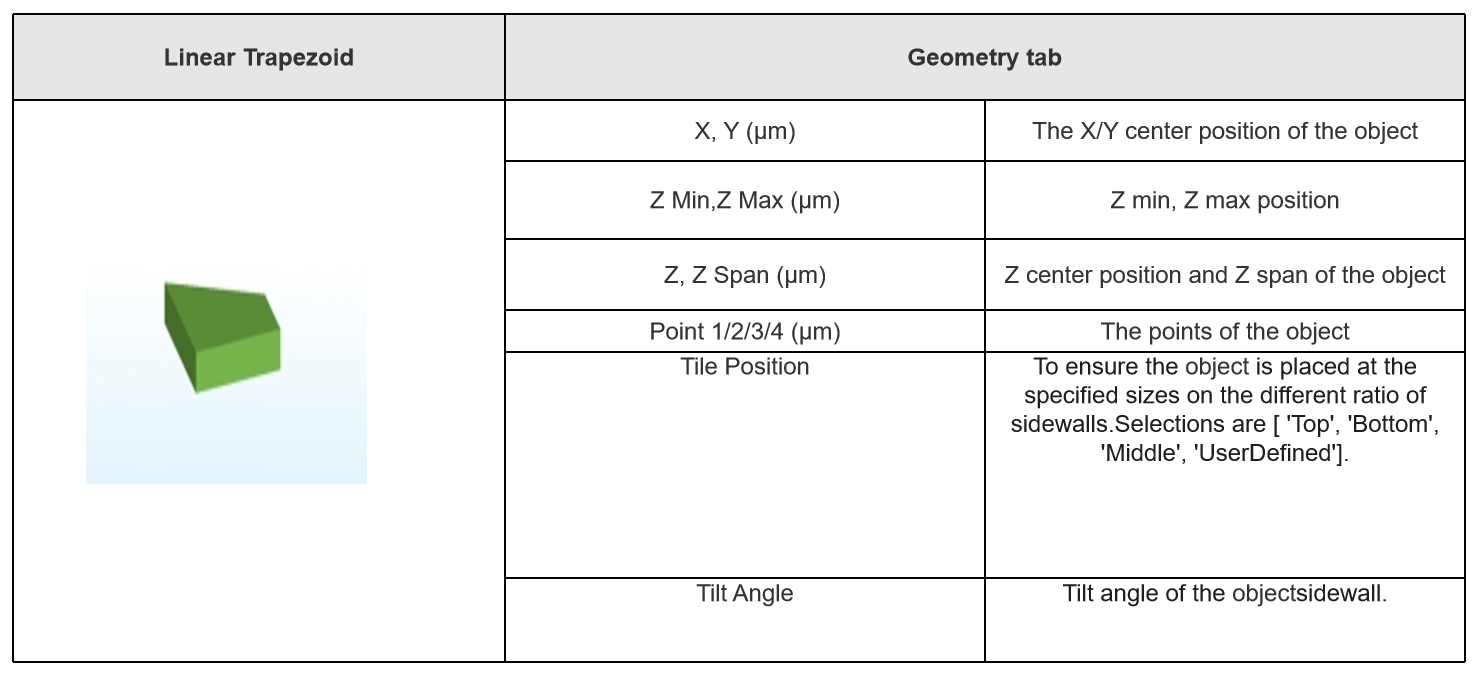 Linear Trapezoid
Geometry tab
X, Y (μm)
The X/Y center position of the object
Z Min,Z Max (μm)
Z min, Z max position
Z, Z Span (μm)
Z center position and Z span of the object
Point 1/2/3/4 (μm)
The points of the object
Tile Position
To ensure the object is placed at the
specified sizes on the different ratio of
sidewalls.Selections are [ 'Top', 'Bottom',
'Middle', 'UserDefined'].
Tilt Angle
Tilt angle of the objectsidewall.